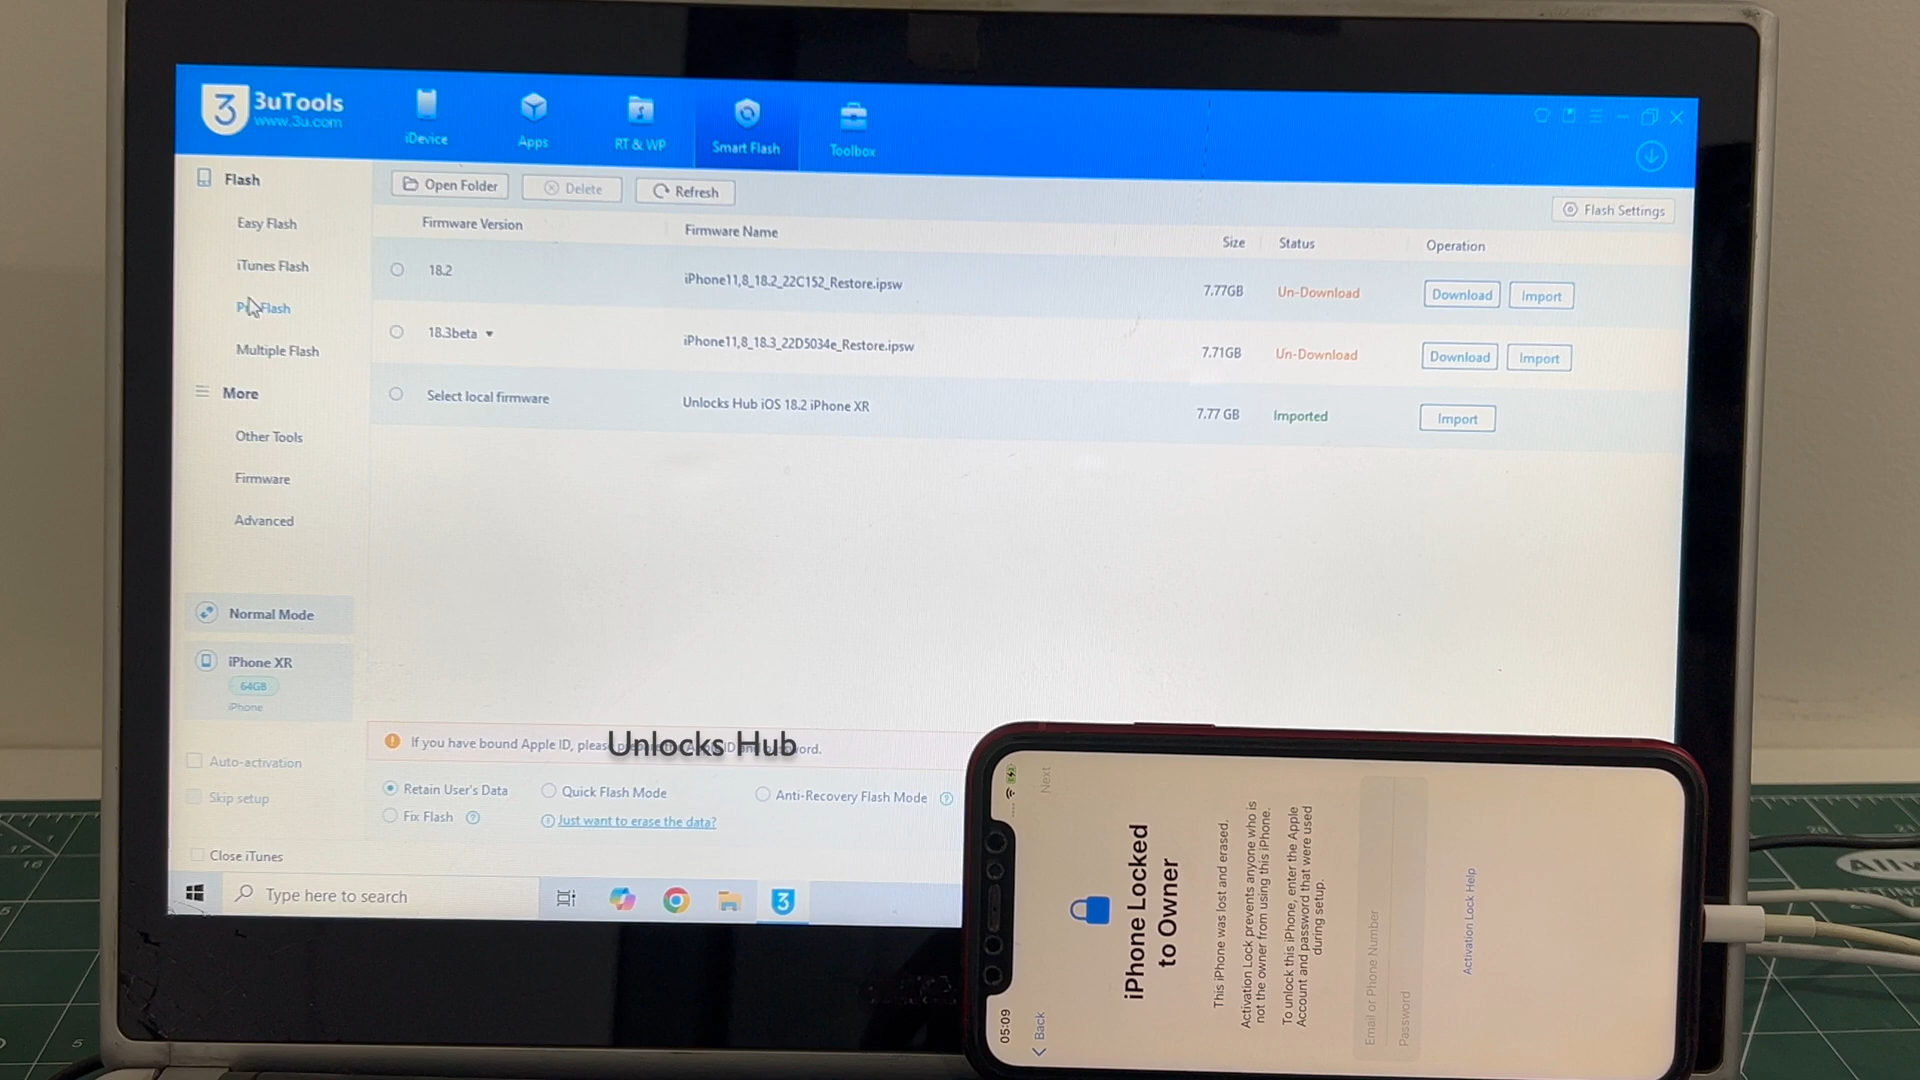 3uTools
www.3u.com
iDevice
Apps
RT & WP
Smart Flash
Toolbox
Flash
Easy Flash
iTunes Flash
Flash
Multiple Flash
More
Other Tools
Firmware
Advanced
Normal Mode
iPhone XR
64GB
iPhone
Auto-activation
Skip setup
Close iTunes
Open Folder
Delete
Refresh
Flash Settings
Firmware Version
Firmware Name
Size
Status
Operation
18.2
iPhone11,8_18.2_22C152_Restore.ipsw
7.77GB
Un-Download
Download
Import
18.3beta
iPhone11,8_18.3_22D5034e_Restore.ipsw
7.71GB
Un-Download
Download
Import
Select local firmware
Unlocks Hub iOS 18.2 iPhone XR
7.77 GB
Imported
Import
If you have bound Apple ID,
Unlocks Hub
Retain User's Data
Quick Flash Mode
Anti-Recovery Flash Mode
Fix Flash
Just want to erase the data?
Type here to search
05:09
Back
Next
iPhone Locked
to Owner
This iPhone was lost and erased.
Activation Lock prevents anyone who is
not the owner from using this iPhone.
To unlock this iPhone, enter the Apple
Account and password that were used
during setup.
Email or Phone Number
Password
Activation Lock Help